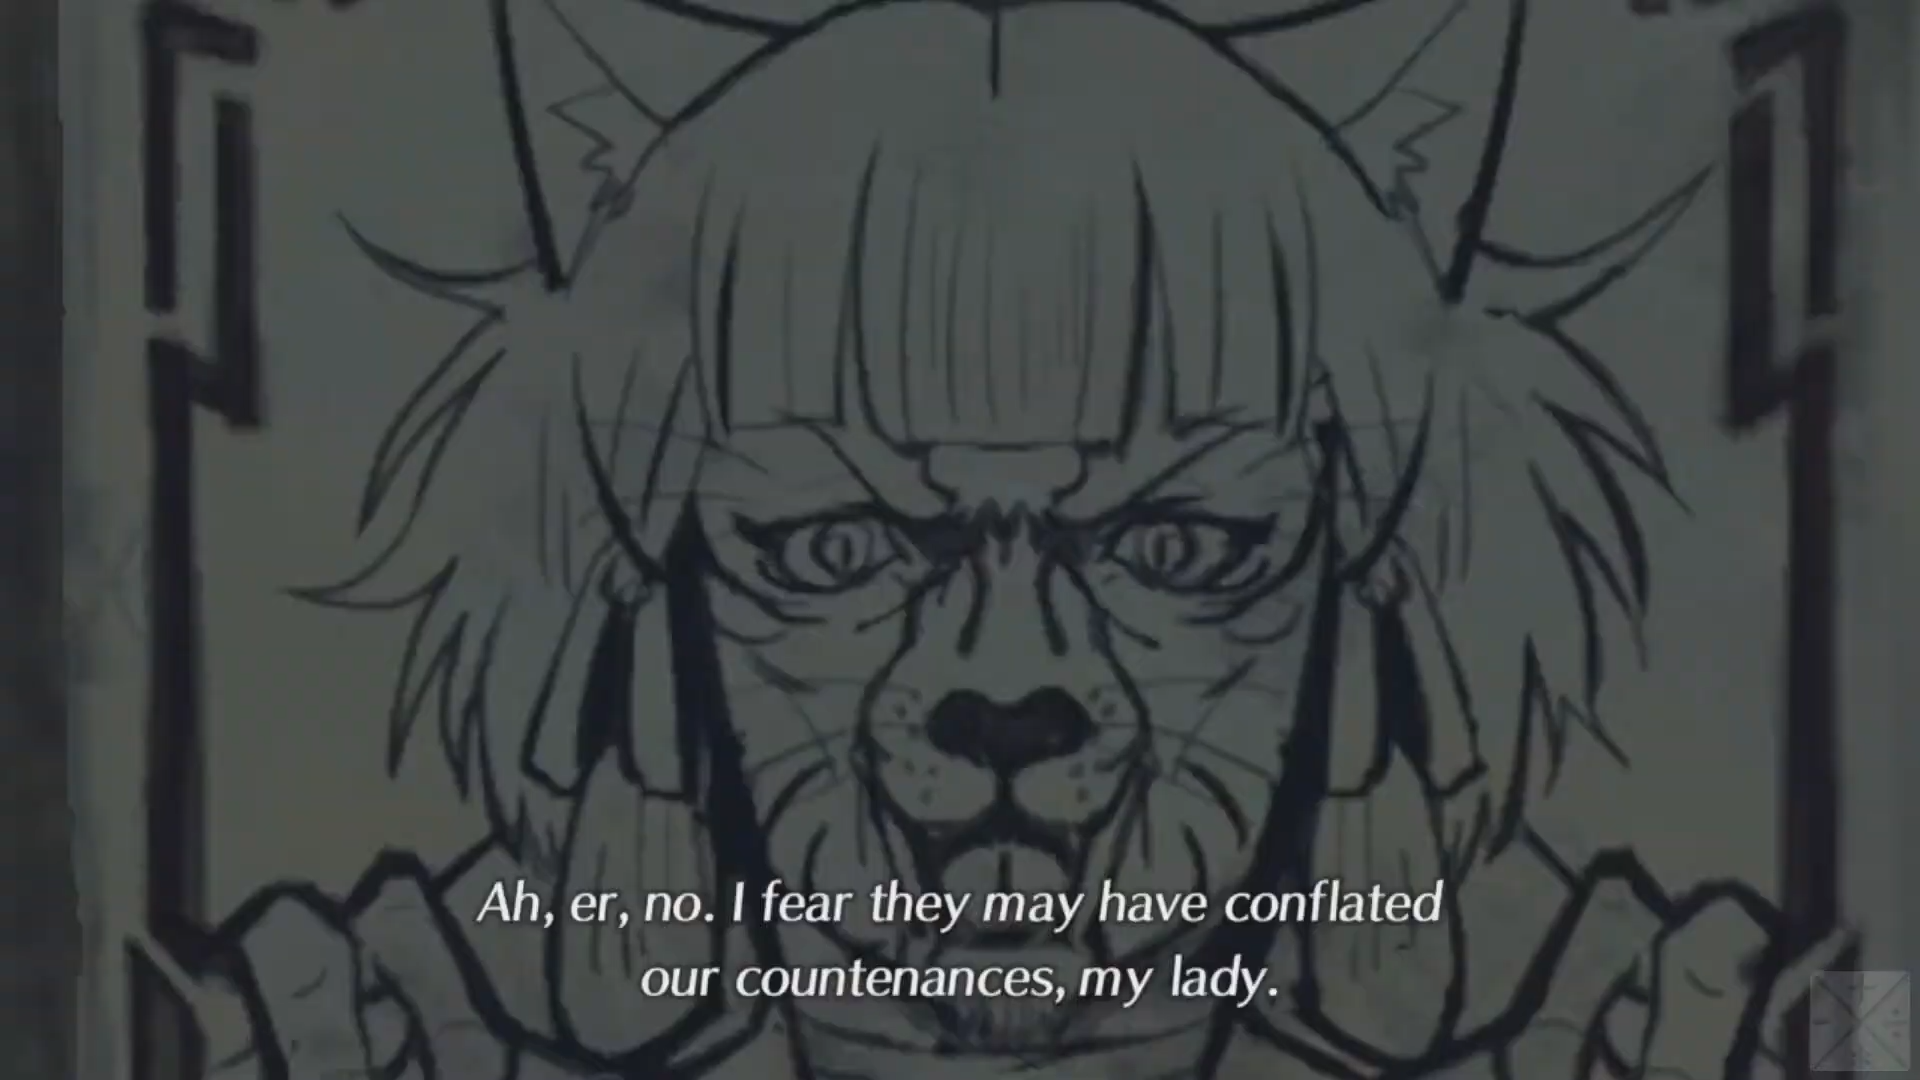 Ah, er, no. I fear they may have conflated
our countenances, my lady.